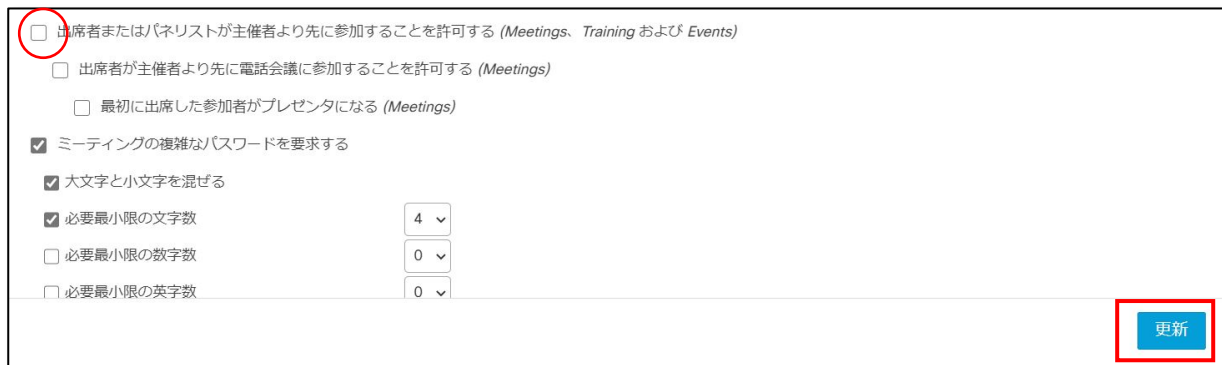 出席者またはパネリストが主催者より先に参加することを許可する (Meetings、Training および Events)
出席者が主催者より先に電話会議に参加することを許可する (Meetings)
最初に出席した参加者がプレゼンタになる (Meetings)
ミーティングの複雑なパスワードを要求する
大文字と小文字を混ぜる
必要最小限の文字数 4
必要最小限の数字数 0
必要最小限の英字数 0
更新